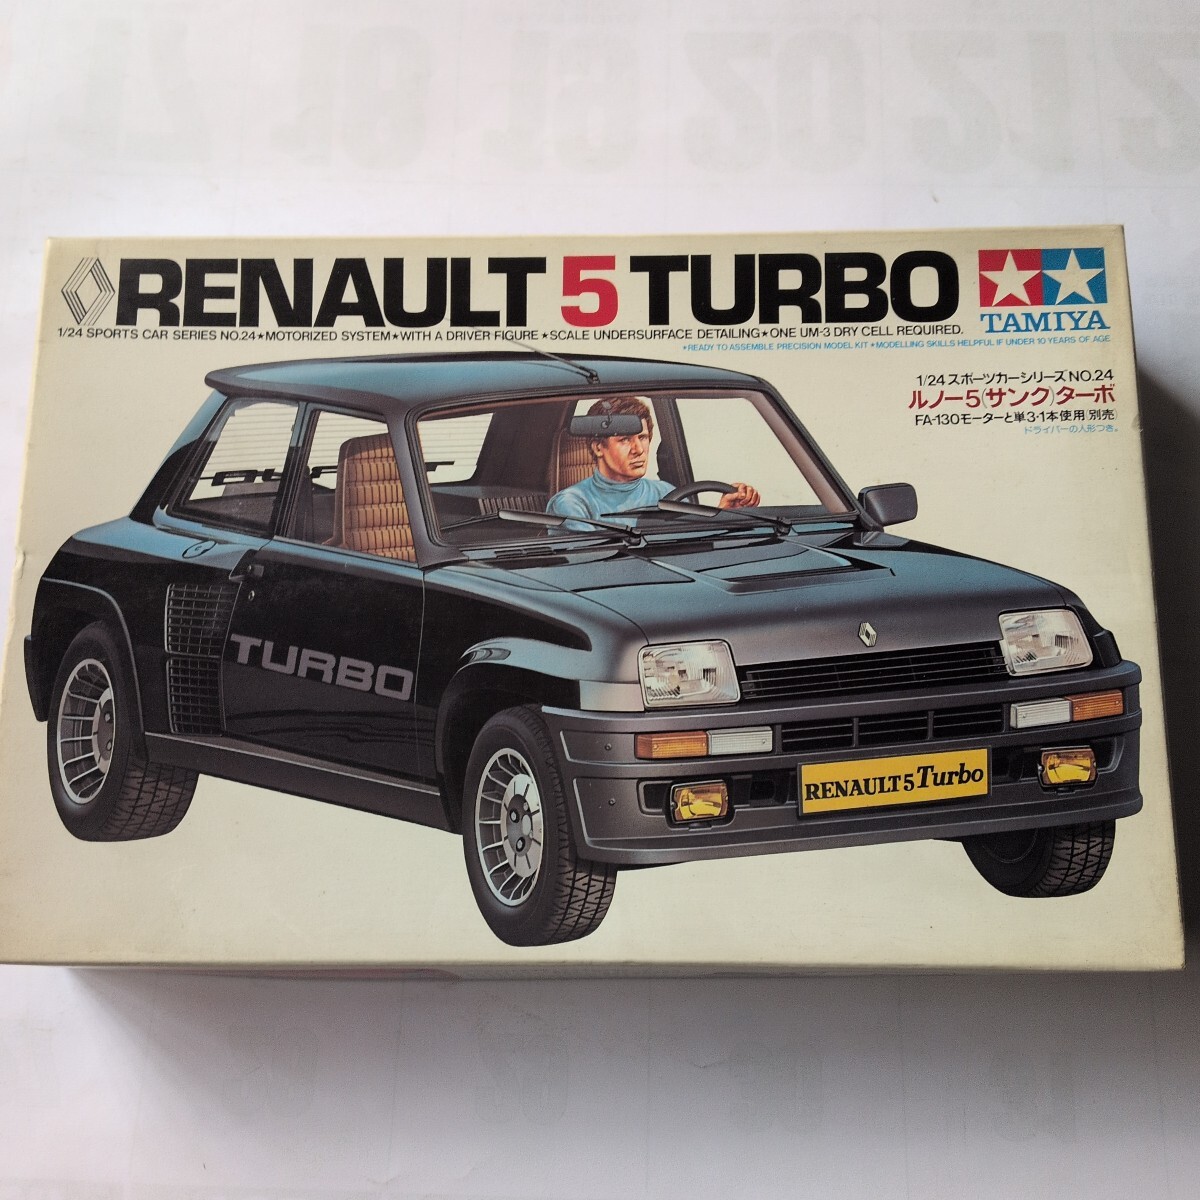 RENAULT 5 TURBO
TAMIYA
1/24 SPORTS CAR SERIES NO.24★MOTORIZED SYSTEM★WITH A DRIVER FIGURE ★SCALE UNDERSURFACE DETAILING★ONE UM-3 DRY CELL REQUIRED.
★READY TO ASSEMBLE PRECISION MODEL KIT ★MODELLING SKILLS HELPFUL IF UNDER 10 YEARS OF AGE.
1/24スポーツカーシリーズNO.24
ルノー5(サンク)ターボ
FA-130モーターと単3・1本使用(別売)
ドライバーの人形つき。
TURBO
RENAULT 5 Turbo